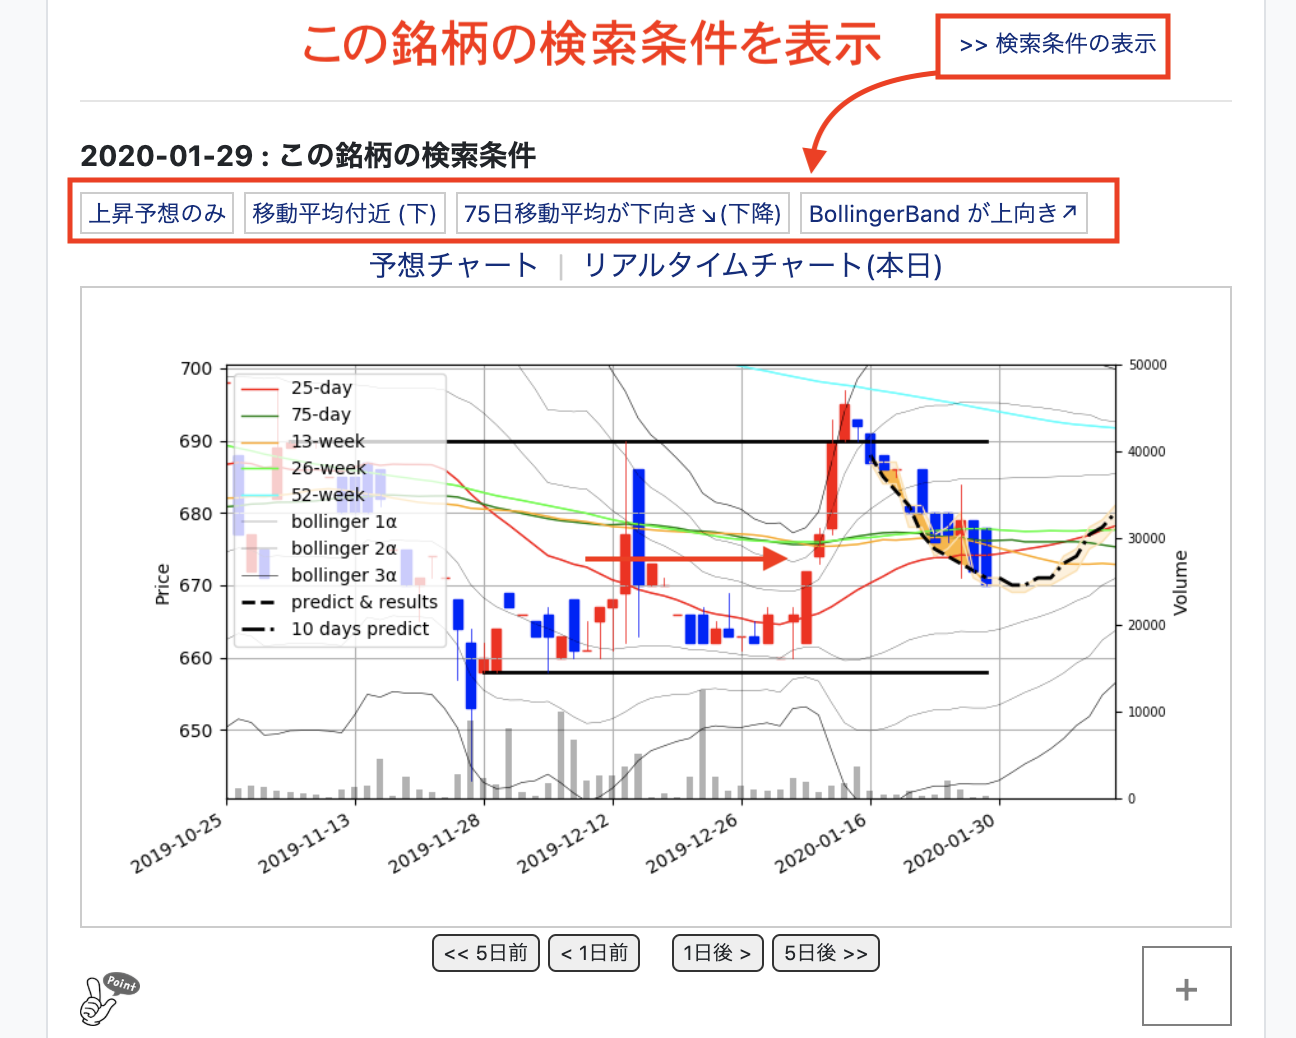 この銘柄の検索条件を表示
>> 検索条件の表示
2020-01-29 : この銘柄の検索条件
上昇予想のみ 移動平均付近 (下) 75日移動平均が下向き↘(下降) BollingerBand が上向き↗
予想チャート | リアルタイムチャート(本日)
700
690
680
670
660
650
Price
25-day
75-day
13-week
26-week
52-week
bollinger 1α
bollinger 2α
bollinger 3α
predict & results
10 days predict
50000
40000
30000
20000
10000
0
Volume
2019-10-25
2019-11-13
2019-11-28
2019-12-12
2019-12-26
2020-01-16
2020-01-30
<< 5日前 < 1日前 1日後 > 5日後 >>
Point
+